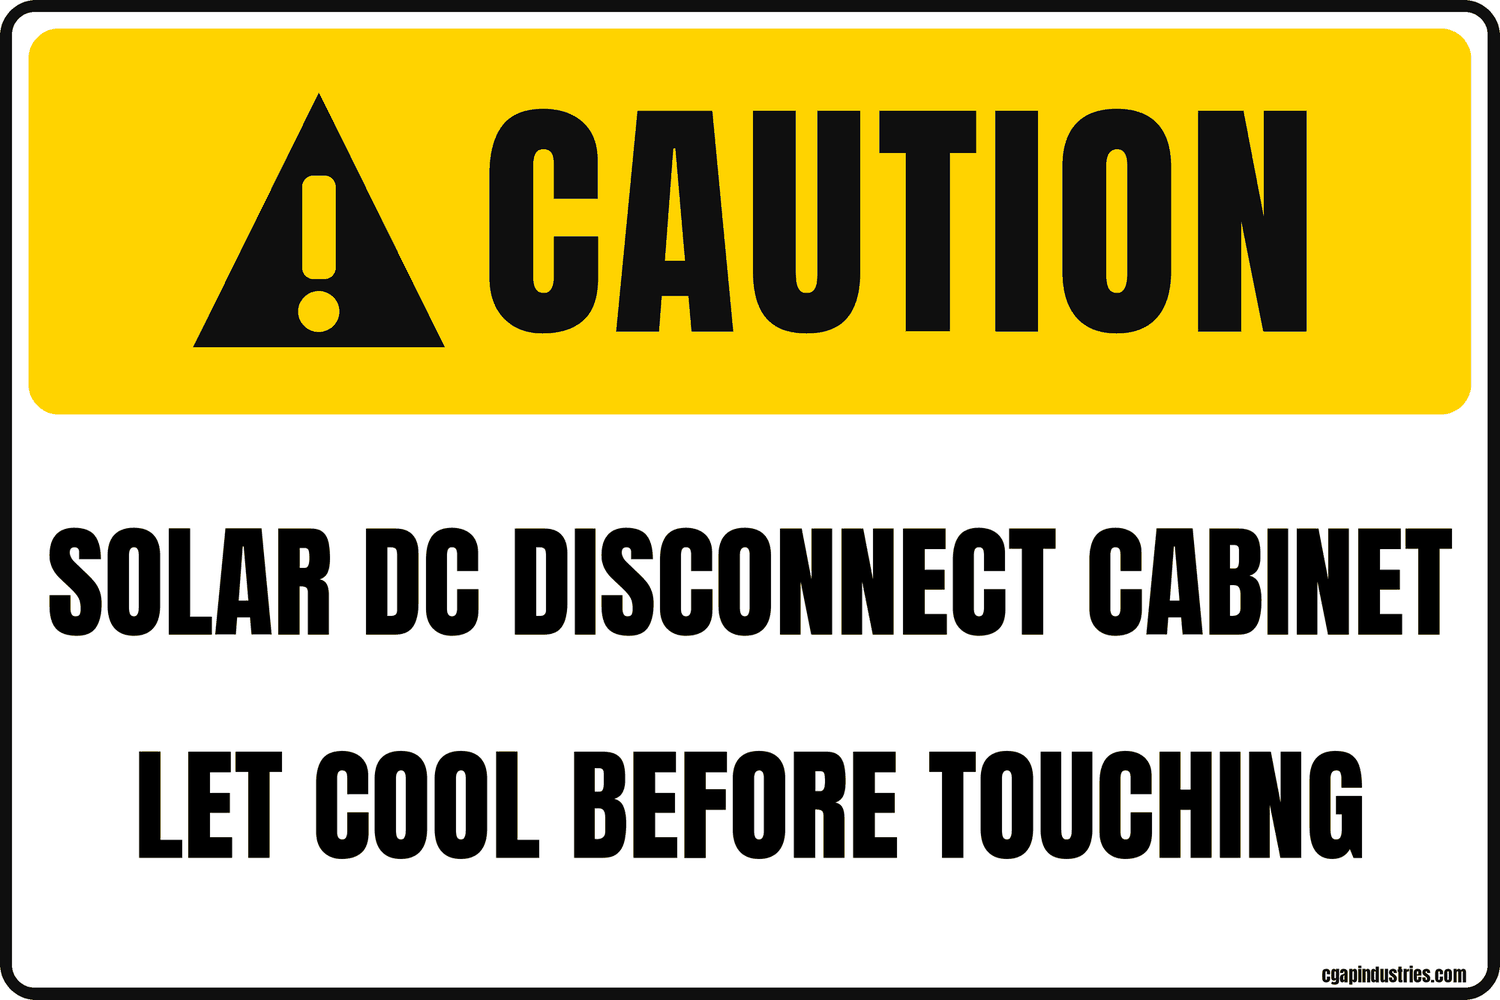 CAUTION
SOLAR DC DISCONNECT CABINET
LET COOL BEFORE TOUCHING
cgapindustries.com